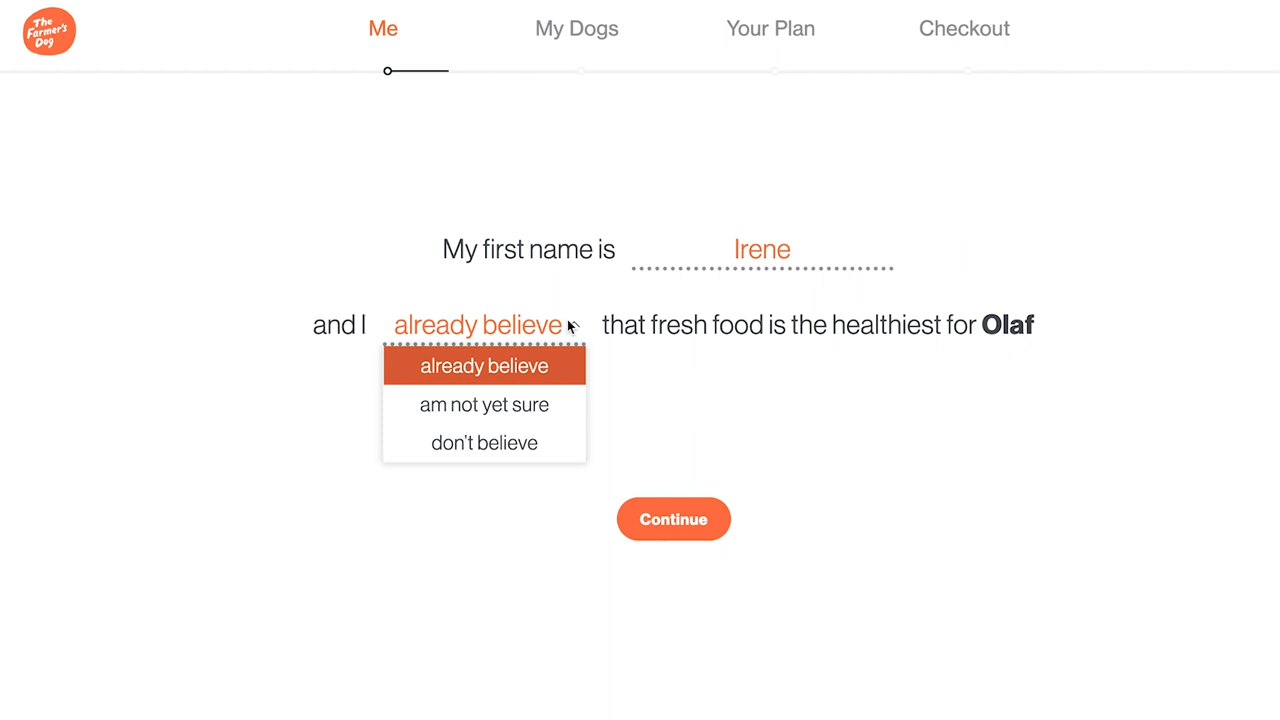 The
Farmer's
Dog
Me
My Dogs
Your Plan
Checkout
My first name is Irene
and I already believe that fresh food is the healthiest for Olaf
already believe
am not yet sure
don't believe
Continue